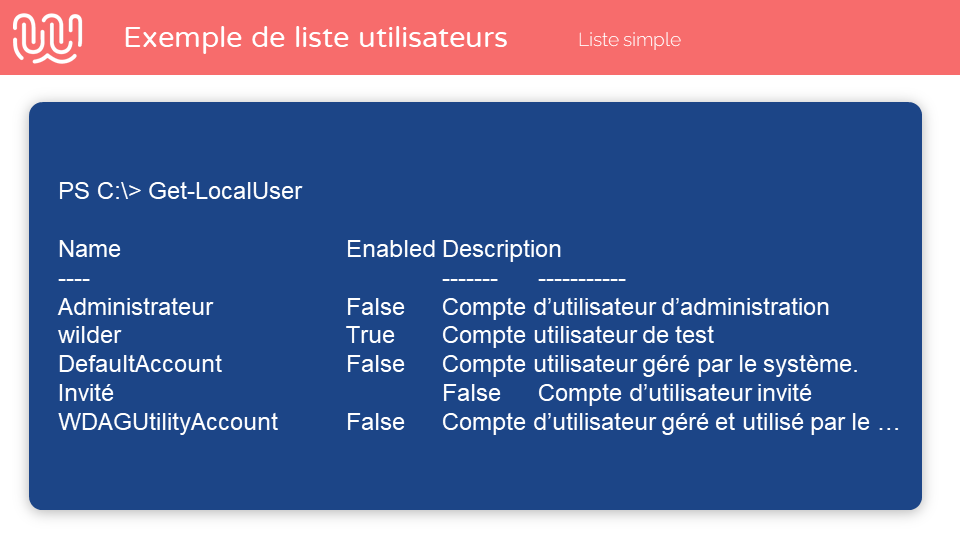 Exemple de liste utilisateurs
Liste simple
PS C:\> Get-LocalUser
Name Enabled Description
---- ------- -----------
Administrateur False Compte d’utilisateur d’administration
wilder True Compte utilisateur de test
DefaultAccount False Compte utilisateur géré par le système.
Invité False Compte d’utilisateur invité
WDAGUtilityAccount False Compte d’utilisateur géré et utilisé par le …